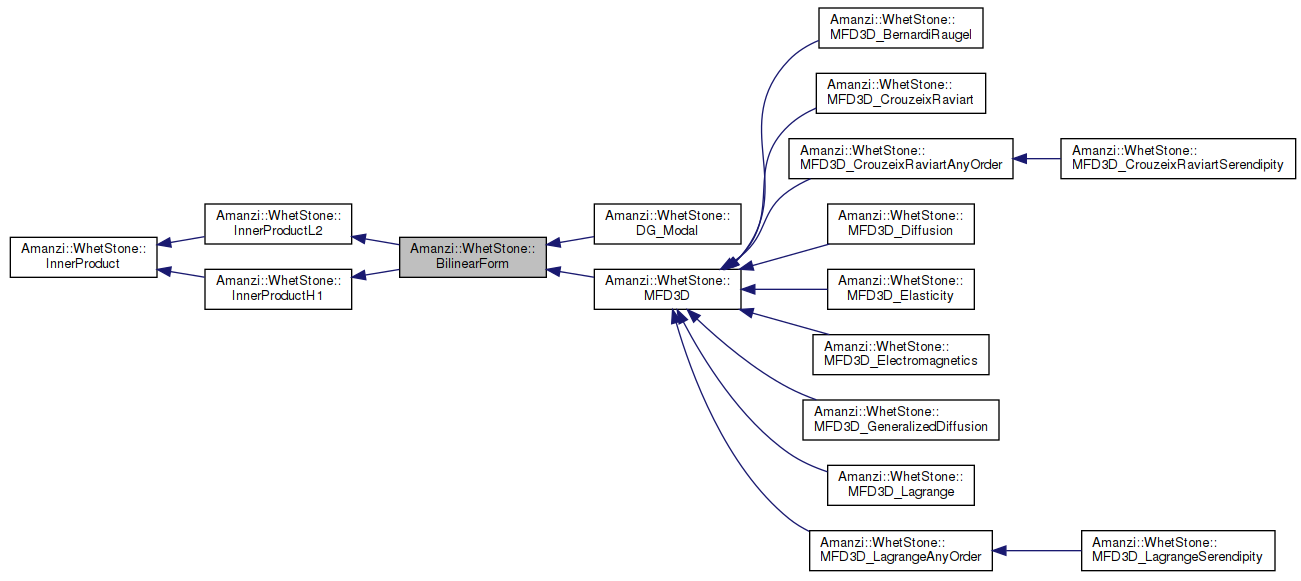 Amanzi::WhetStone::
MFD3D_BernardiRaugel
Amanzi::WhetStone::
MFD3D_CrouzeixRaviart
Amanzi::WhetStone::
MFD3D_CrouzeixRaviartAnyOrder
Amanzi::WhetStone::
MFD3D_CrouzeixRaviartSerendipity
Amanzi::WhetStone::
InnerProductL2
Amanzi::WhetStone::
DG_Modal
Amanzi::WhetStone::
MFD3D_Diffusion
Amanzi::WhetStone::
InnerProduct
Amanzi::WhetStone::
BilinearForm
Amanzi::WhetStone::
InnerProductH1
Amanzi::WhetStone::
MFD3D
Amanzi::WhetStone::
MFD3D_Elasticity
Amanzi::WhetStone::
MFD3D_Electromagnetics
Amanzi::WhetStone::
MFD3D_GeneralizedDiffusion
Amanzi::WhetStone::
MFD3D_Lagrange
Amanzi::WhetStone::
MFD3D_LagrangeAnyOrder
Amanzi::WhetStone::
MFD3D_LagrangeSerendipity